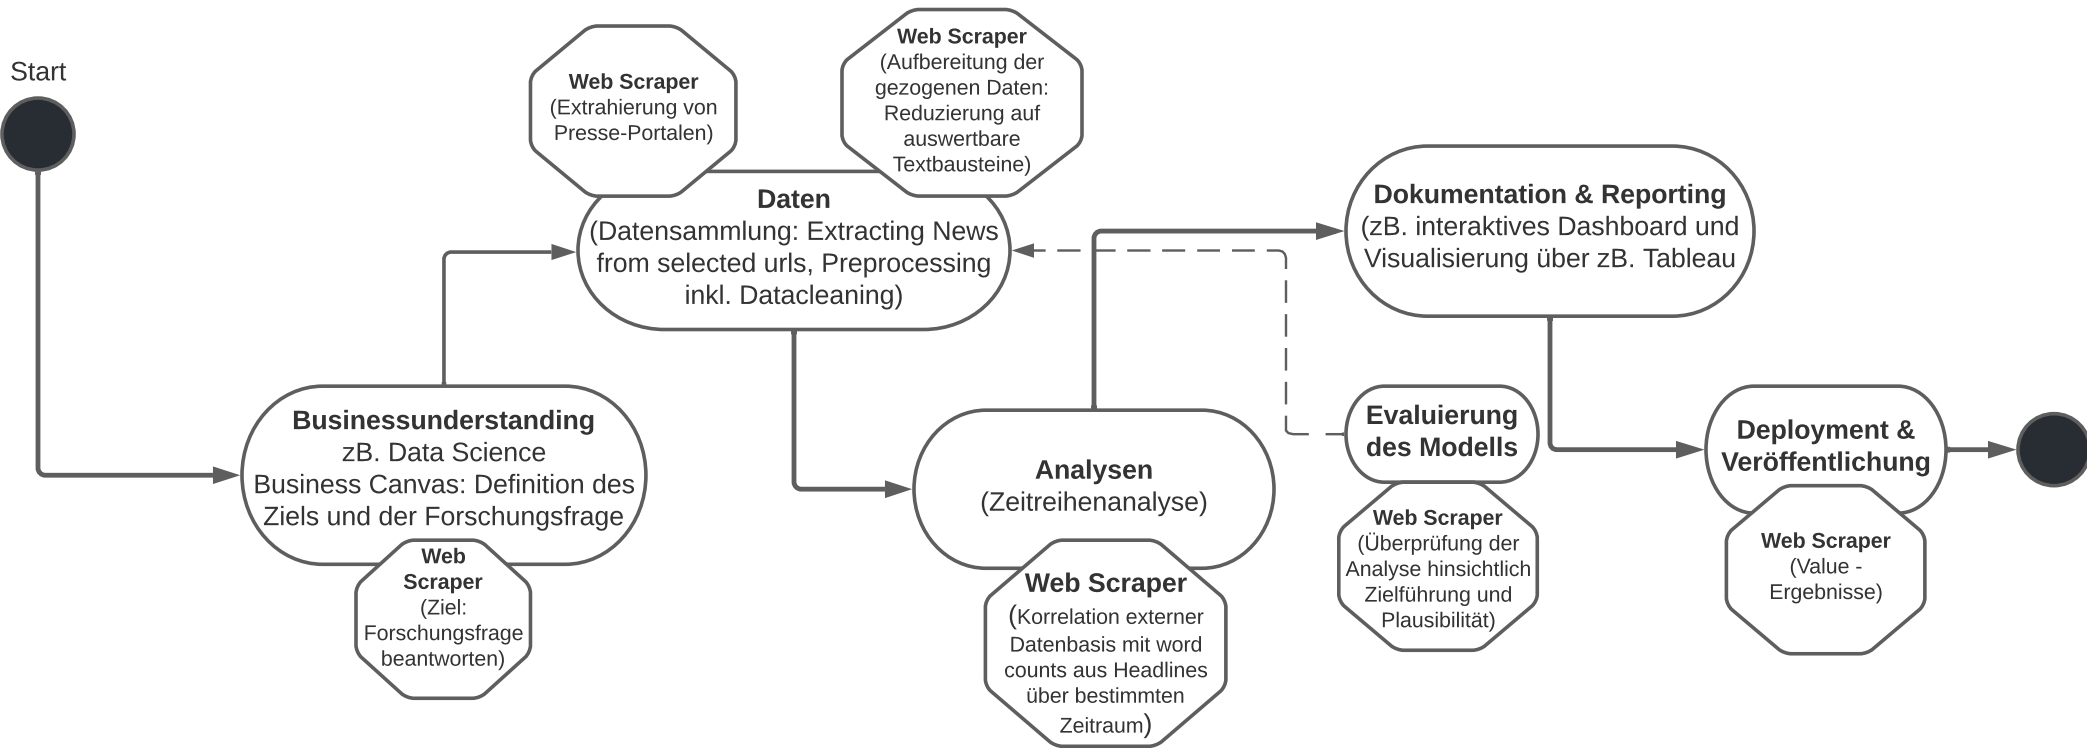 Start
Web Scraper
(Extrahierung von
Presse-Portalen)
Web Scraper
(Aufbereitung der
gezogenen Daten:
Reduzierung auf
auswertbare
Textbausteine)
Daten
(Datensammlung: Extracting News
from selected urls, Preprocessing
inkl. Datacleaning)
Dokumentation & Reporting
(zB. interaktives Dashboard und
Visualisierung über zB. Tableau
Businessunderstanding
zB. Data Science
Business Canvas: Definition des
Ziels und der Forschungsfrage
Web
Scraper
(Ziel:
Forschungsfrage
beantworten)
Analysen
(Zeitreihenanalyse)
Web Scraper
(Korrelation externer
Datenbasis mit word
counts aus Headlines
über bestimmten
Zeitraum)
Evaluierung
des Modells
Web Scraper
(Überprüfung der
Analyse hinsichtlich
Zielführung und
Plausibilität)
Deployment &
Veröffentlichung
Web Scraper
(Value -
Ergebnisse)